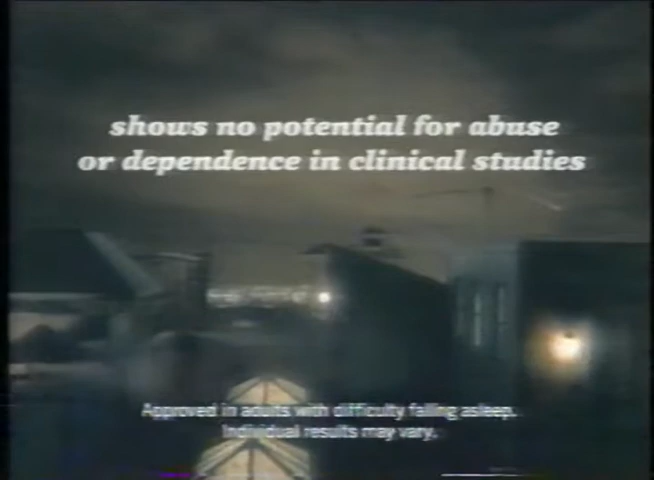 shows no potential for abuse
or dependence in clinical studies
Approved in adults with difficulty falling asleep.
Individual results may vary.